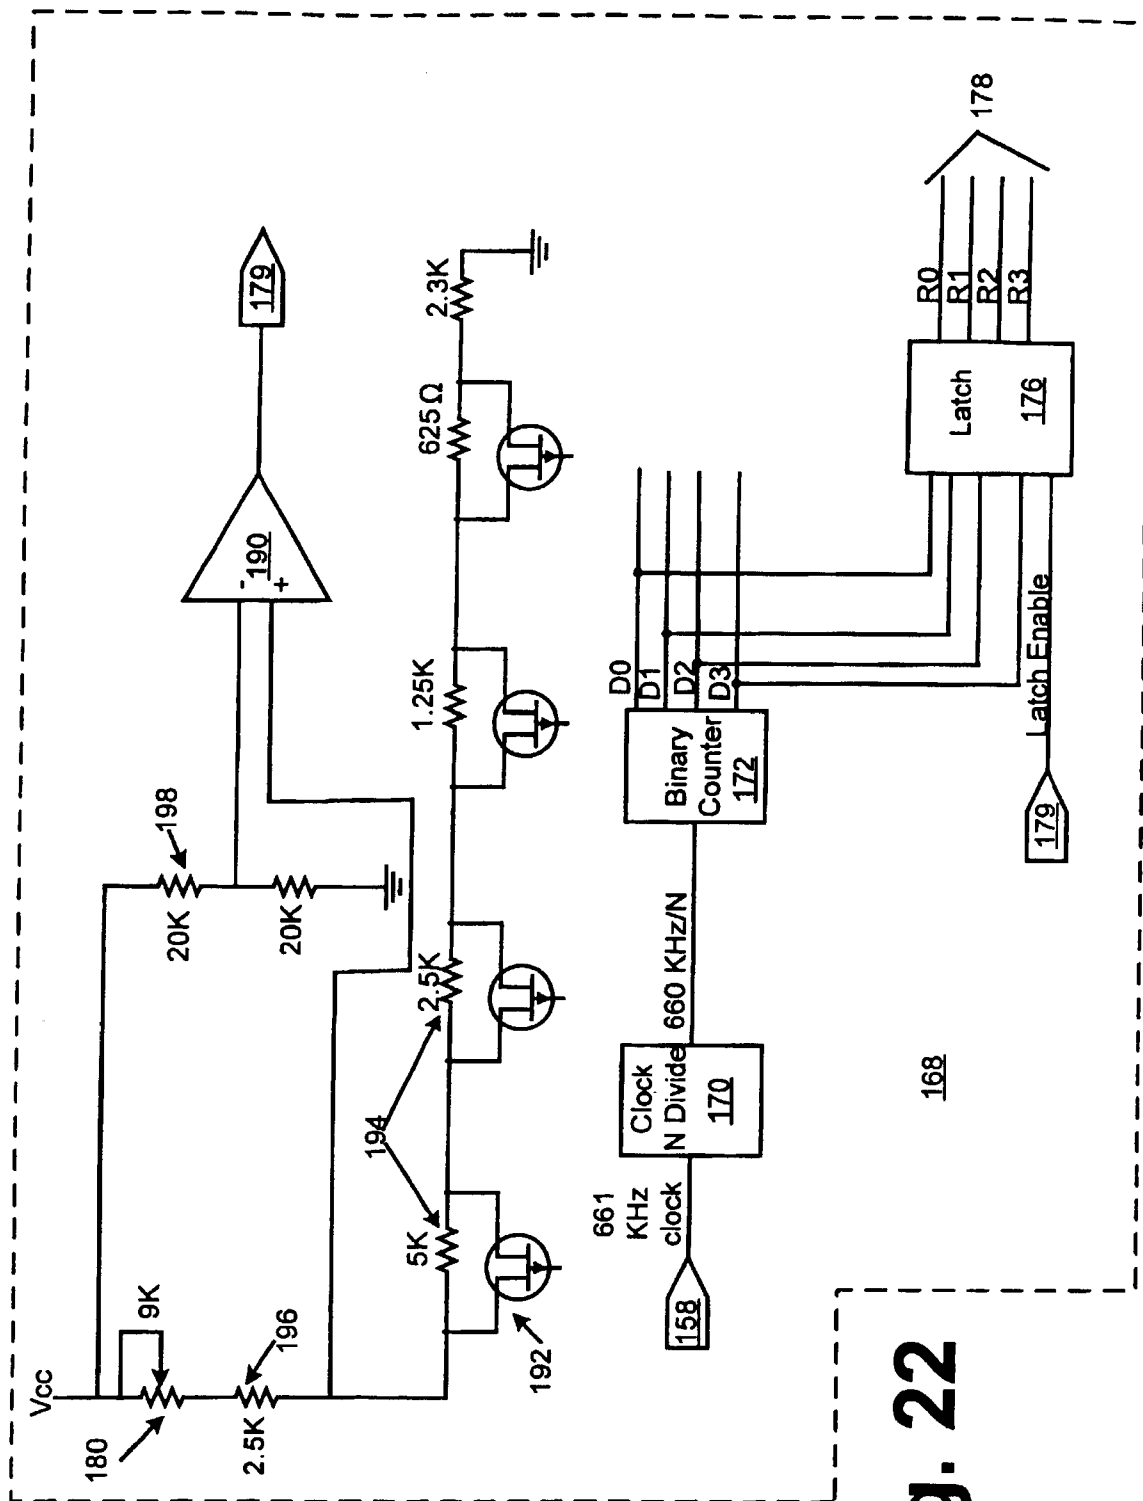 Vcc
9K
180
196
2.5K
198
20K
20K
-
+
190
179
194
5K
2.5K
1.25K
625 Ω
2.3K
192
158
661
KHz
clock
Clock
N Divide
170
660 KHz/N
Binary
Counter
172
D0
D1
D2
D3
179
Latch Enable
Latch
176
R0
R1
R2
R3
178
168
g. 22